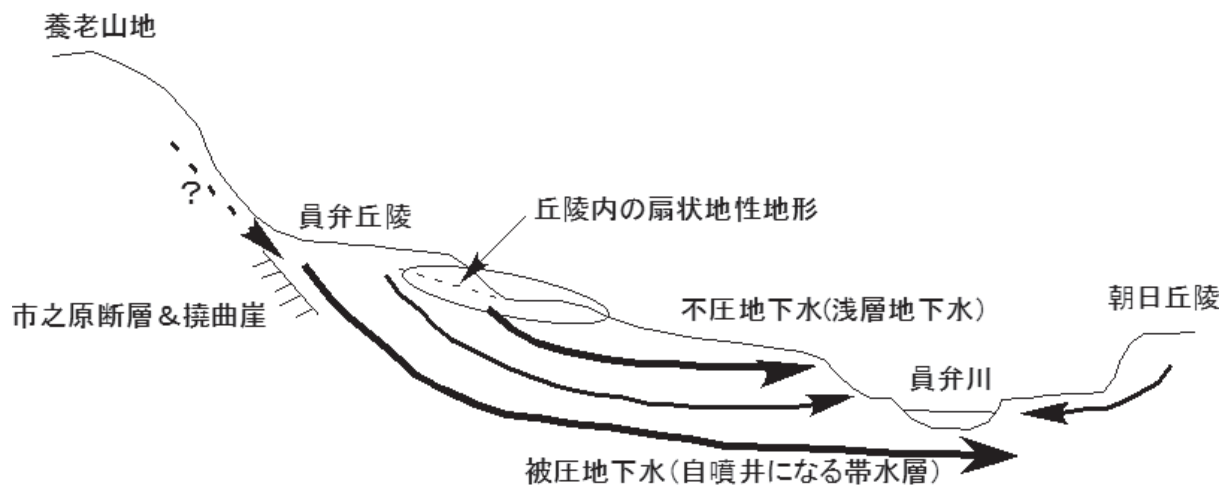 養老山地
?
員弁丘陵
丘陵内の扇状地性地形
市之原断層&撓曲崖
不圧地下水(浅層地下水)
朝日丘陵
員弁川
被圧地下水(自噴井になる帯水層)